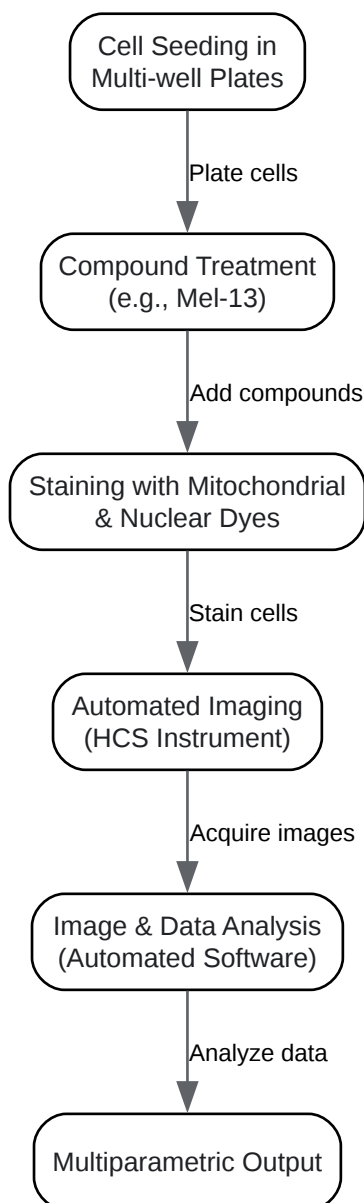 Cell Seeding in
Multi-well Plates
Plate cells
Compound Treatment
(e.g., Mel-13)
Add compounds
Staining with Mitochondrial
& Nuclear Dyes
Stain cells
Automated Imaging
(HCS Instrument)
Acquire images
Image & Data Analysis
(Automated Software)
Analyze data
Multiparametric Output